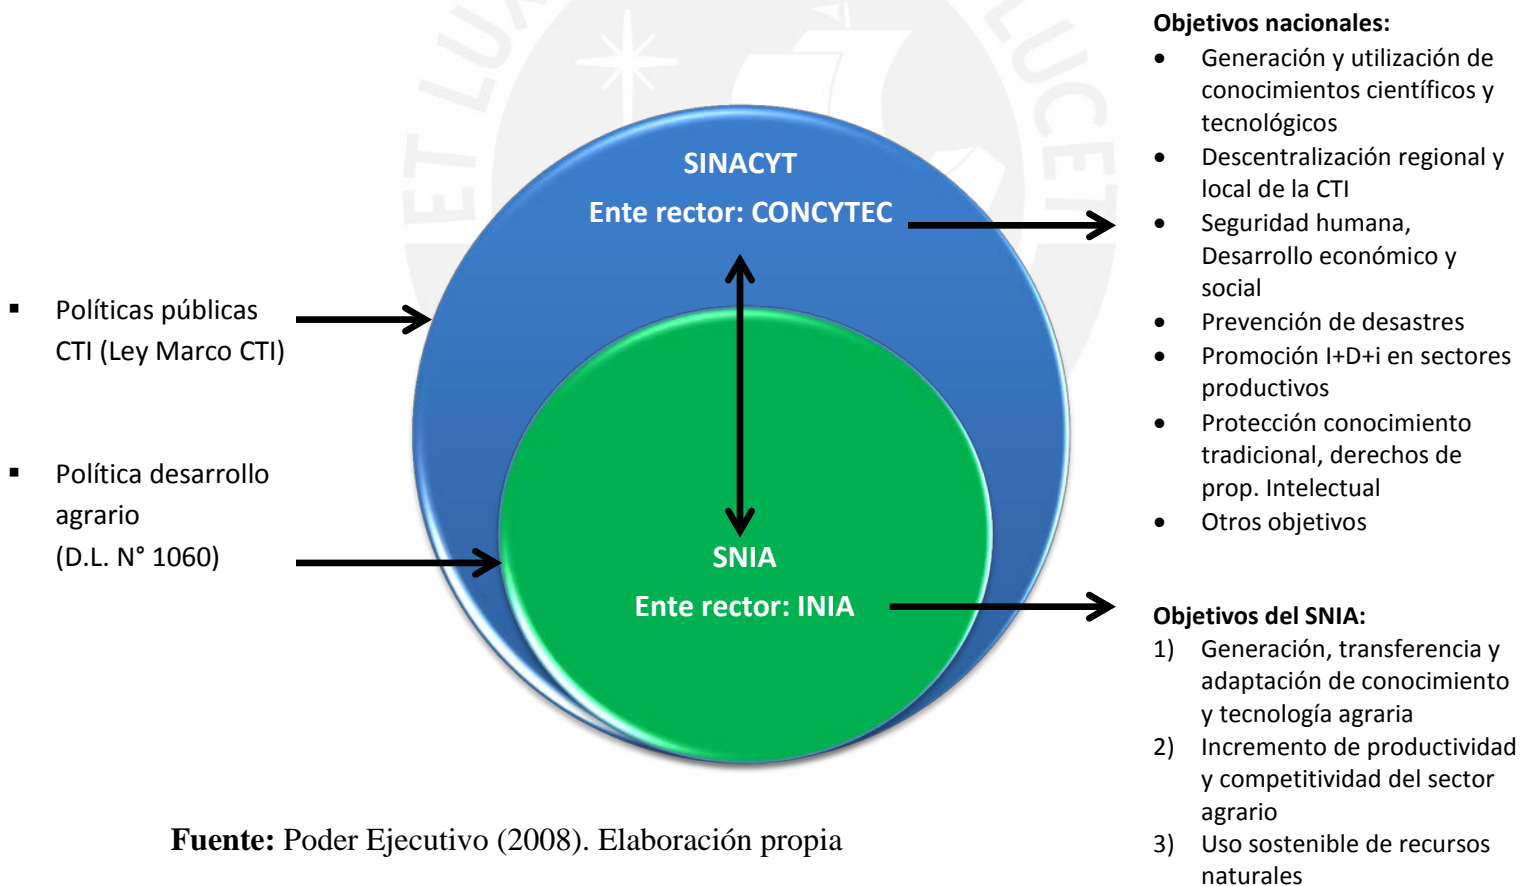 ET LUX
LUCET
Objetivos nacionales:
• Generación y utilización de
conocimientos científicos y
tecnológicos
• Descentralización regional y
local de la CTI
• Seguridad humana,
Desarrollo económico y
social
• Prevención de desastres
• Promoción I+D+i en sectores
productivos
• Protección conocimiento
tradicional, derechos de
prop. Intelectual
• Otros objetivos
SINACYT
Ente rector: CONCYTEC
▪ Políticas públicas
CTI (Ley Marco CTI)
▪ Política desarrollo
agrario
(D.L. N° 1060)
SNIA
Ente rector: INIA
Objetivos del SNIA:
1) Generación, transferencia y
adaptación de conocimiento
y tecnología agraria
2) Incremento de productividad
y competitividad del sector
agrario
3) Uso sostenible de recursos
naturales
Fuente: Poder Ejecutivo (2008). Elaboración propia